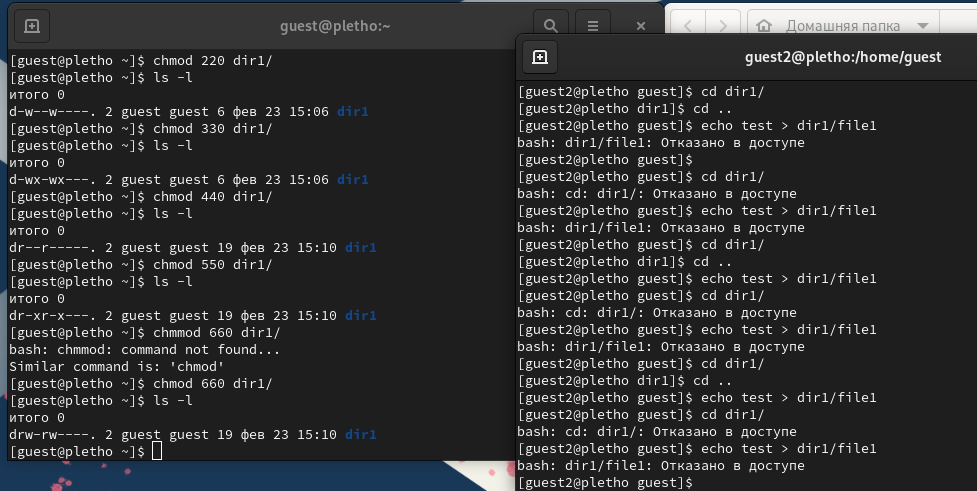 guest@pletho:~
[guest@pletho ~]$ chmod 220 dir1/
[guest@pletho ~]$ ls -l
итого 0
d-w--w----. 2 guest guest 6 фев 23 15:06 dir1
[guest@pletho ~]$ chmod 330 dir1/
[guest@pletho ~]$ ls -l
итого 0
d-wx-wx---. 2 guest guest 6 фев 23 15:06 dir1
[guest@pletho ~]$ chmod 440 dir1/
[guest@pletho ~]$ ls -l
итого 0
dr--r-----. 2 guest guest 19 фев 23 15:10 dir1
[guest@pletho ~]$ chmod 550 dir1/
[guest@pletho ~]$ ls -l
итого 0
dr-xr-x---. 2 guest guest 19 фев 23 15:10 dir1
[guest@pletho ~]$ chmmod 660 dir1/
bash: chmmod: command not found...
Similar command is: 'chmod'
[guest@pletho ~]$ chmod 660 dir1/
[guest@pletho ~]$ ls -l
итого 0
drw-rw----. 2 guest guest 19 фев 23 15:10 dir1
[guest@pletho ~]$
Домашняя папка
guest2@pletho:/home/guest
[guest2@pletho guest]$ cd dir1/
[guest2@pletho dir1]$ cd ..
[guest2@pletho guest]$ echo test > dir1/file1
bash: dir1/file1: Отказано в доступе
[guest2@pletho guest]$
[guest2@pletho guest]$ cd dir1/
bash: cd: dir1/: Отказано в доступе
[guest2@pletho guest]$ echo test > dir1/file1
bash: dir1/file1: Отказано в доступе
[guest2@pletho guest]$ cd dir1/
[guest2@pletho dir1]$ cd ..
[guest2@pletho guest]$ echo test > dir1/file1
[guest2@pletho guest]$ cd dir1/
bash: cd: dir1/: Отказано в доступе
[guest2@pletho guest]$ echo test > dir1/file1
bash: dir1/file1: Отказано в доступе
[guest2@pletho guest]$ cd dir1/
[guest2@pletho dir1]$ cd ..
[guest2@pletho guest]$ echo test > dir1/file1
[guest2@pletho guest]$ cd dir1/
bash: cd: dir1/: Отказано в доступе
[guest2@pletho guest]$ echo test > dir1/file1
bash: dir1/file1: Отказано в доступе
[guest2@pletho guest]$